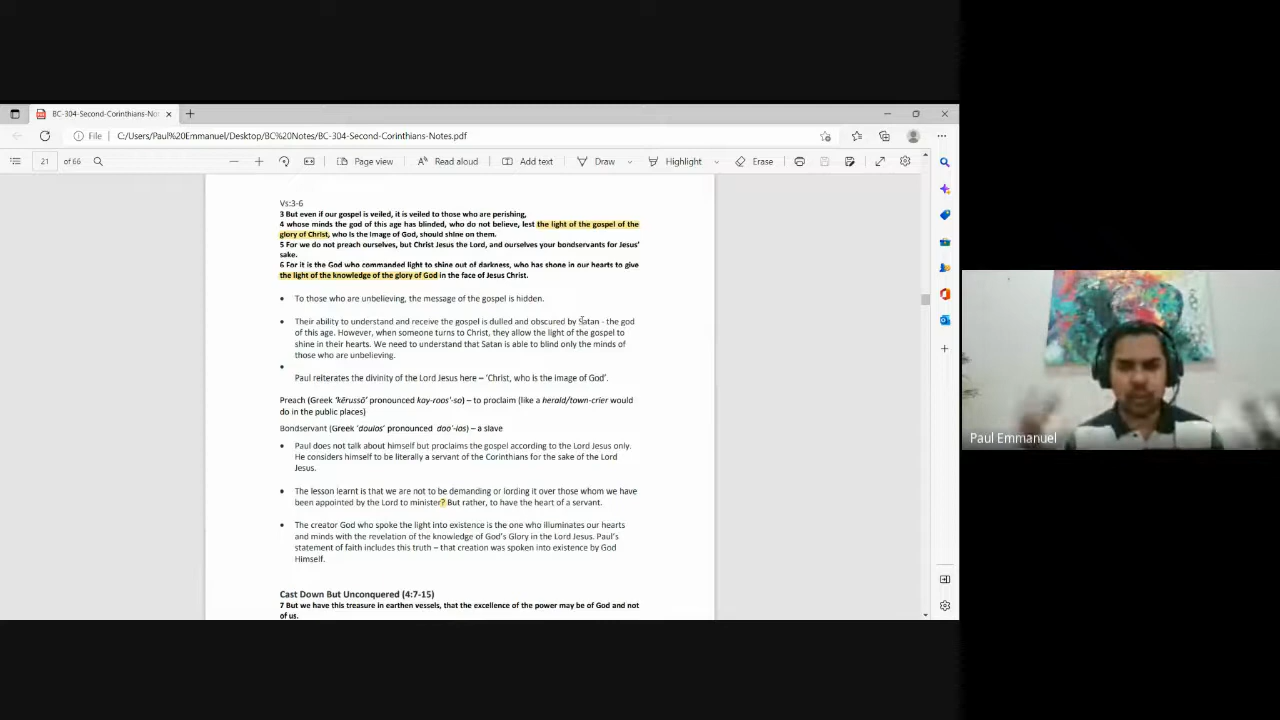 BC-304-Second-Corinthians-No
File
C:/Users/Paul%20Emmanuel/Desktop/BC%20Notes/BC-304-Second-Corinthians-Notes.pdf
21 of 66
Page view
Read aloud
Add text
Draw
Highlight
Erase
Vs:3-6
3 But even if our gospel is veiled, it is veiled to those who are perishing,
4 whose minds the god of this age has blinded, who do not believe, lest the light of the gospel of the
glory of Christ, who is the image of God, should shine on them.
5 For we do not preach ourselves, but Christ Jesus the Lord, and ourselves your bondservants for Jesus'
sake.
6 For it is the God who commanded light to shine out of darkness, who has shone in our hearts to give
the light of the knowledge of the glory of God in the face of Jesus Christ.
• To those who are unbelieving, the message of the gospel is hidden.
• Their ability to understand and receive the gospel is dulled and obscured by Satan - the god
of this age. However, when someone turns to Christ, they allow the light of the gospel to
shine in their hearts. We need to understand that Satan is able to blind only the minds of
those who are unbelieving.
•
Paul reiterates the divinity of the Lord Jesus here – 'Christ, who is the image of God'.
Preach (Greek 'kērussō' pronounced kay-roos'-so) – to proclaim (like a herald/town-crier would
do in the public places)
Bondservant (Greek 'doulos' pronounced doo'-los) – a slave
• Paul does not talk about himself but proclaims the gospel according to the Lord Jesus only.
He considers himself to be literally a servant of the Corinthians for the sake of the Lord
Jesus.
• The lesson learnt is that we are not to be demanding or lording it over those whom we have
been appointed by the Lord to minister? But rather, to have the heart of a servant.
• The creator God who spoke the light into existence is the one who illuminates our hearts
and minds with the revelation of the knowledge of God's Glory in the Lord Jesus. Paul's
statement of faith includes this truth – that creation was spoken into existence by God
Himself.
Cast Down But Unconquered (4:7-15)
7 But we have this treasure in earthen vessels, that the excellence of the power may be of God and not
of us.
Paul Emmanuel